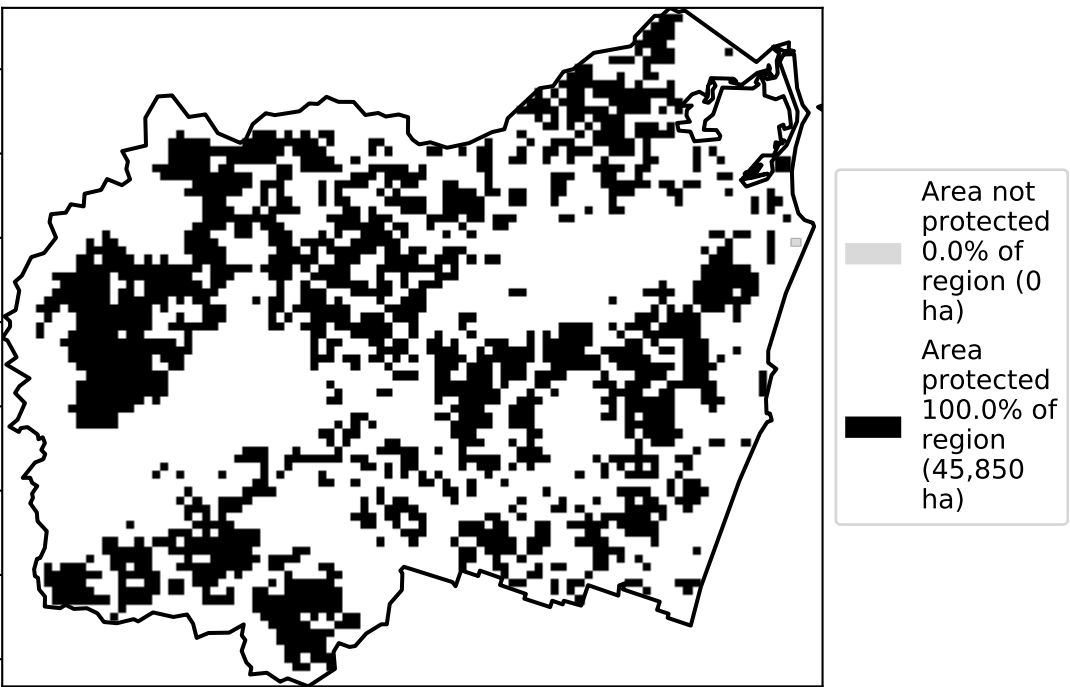 Area not
protected
0.0% of
region (0
ha)
Area
protected
100.0% of
region
(45,850
ha)